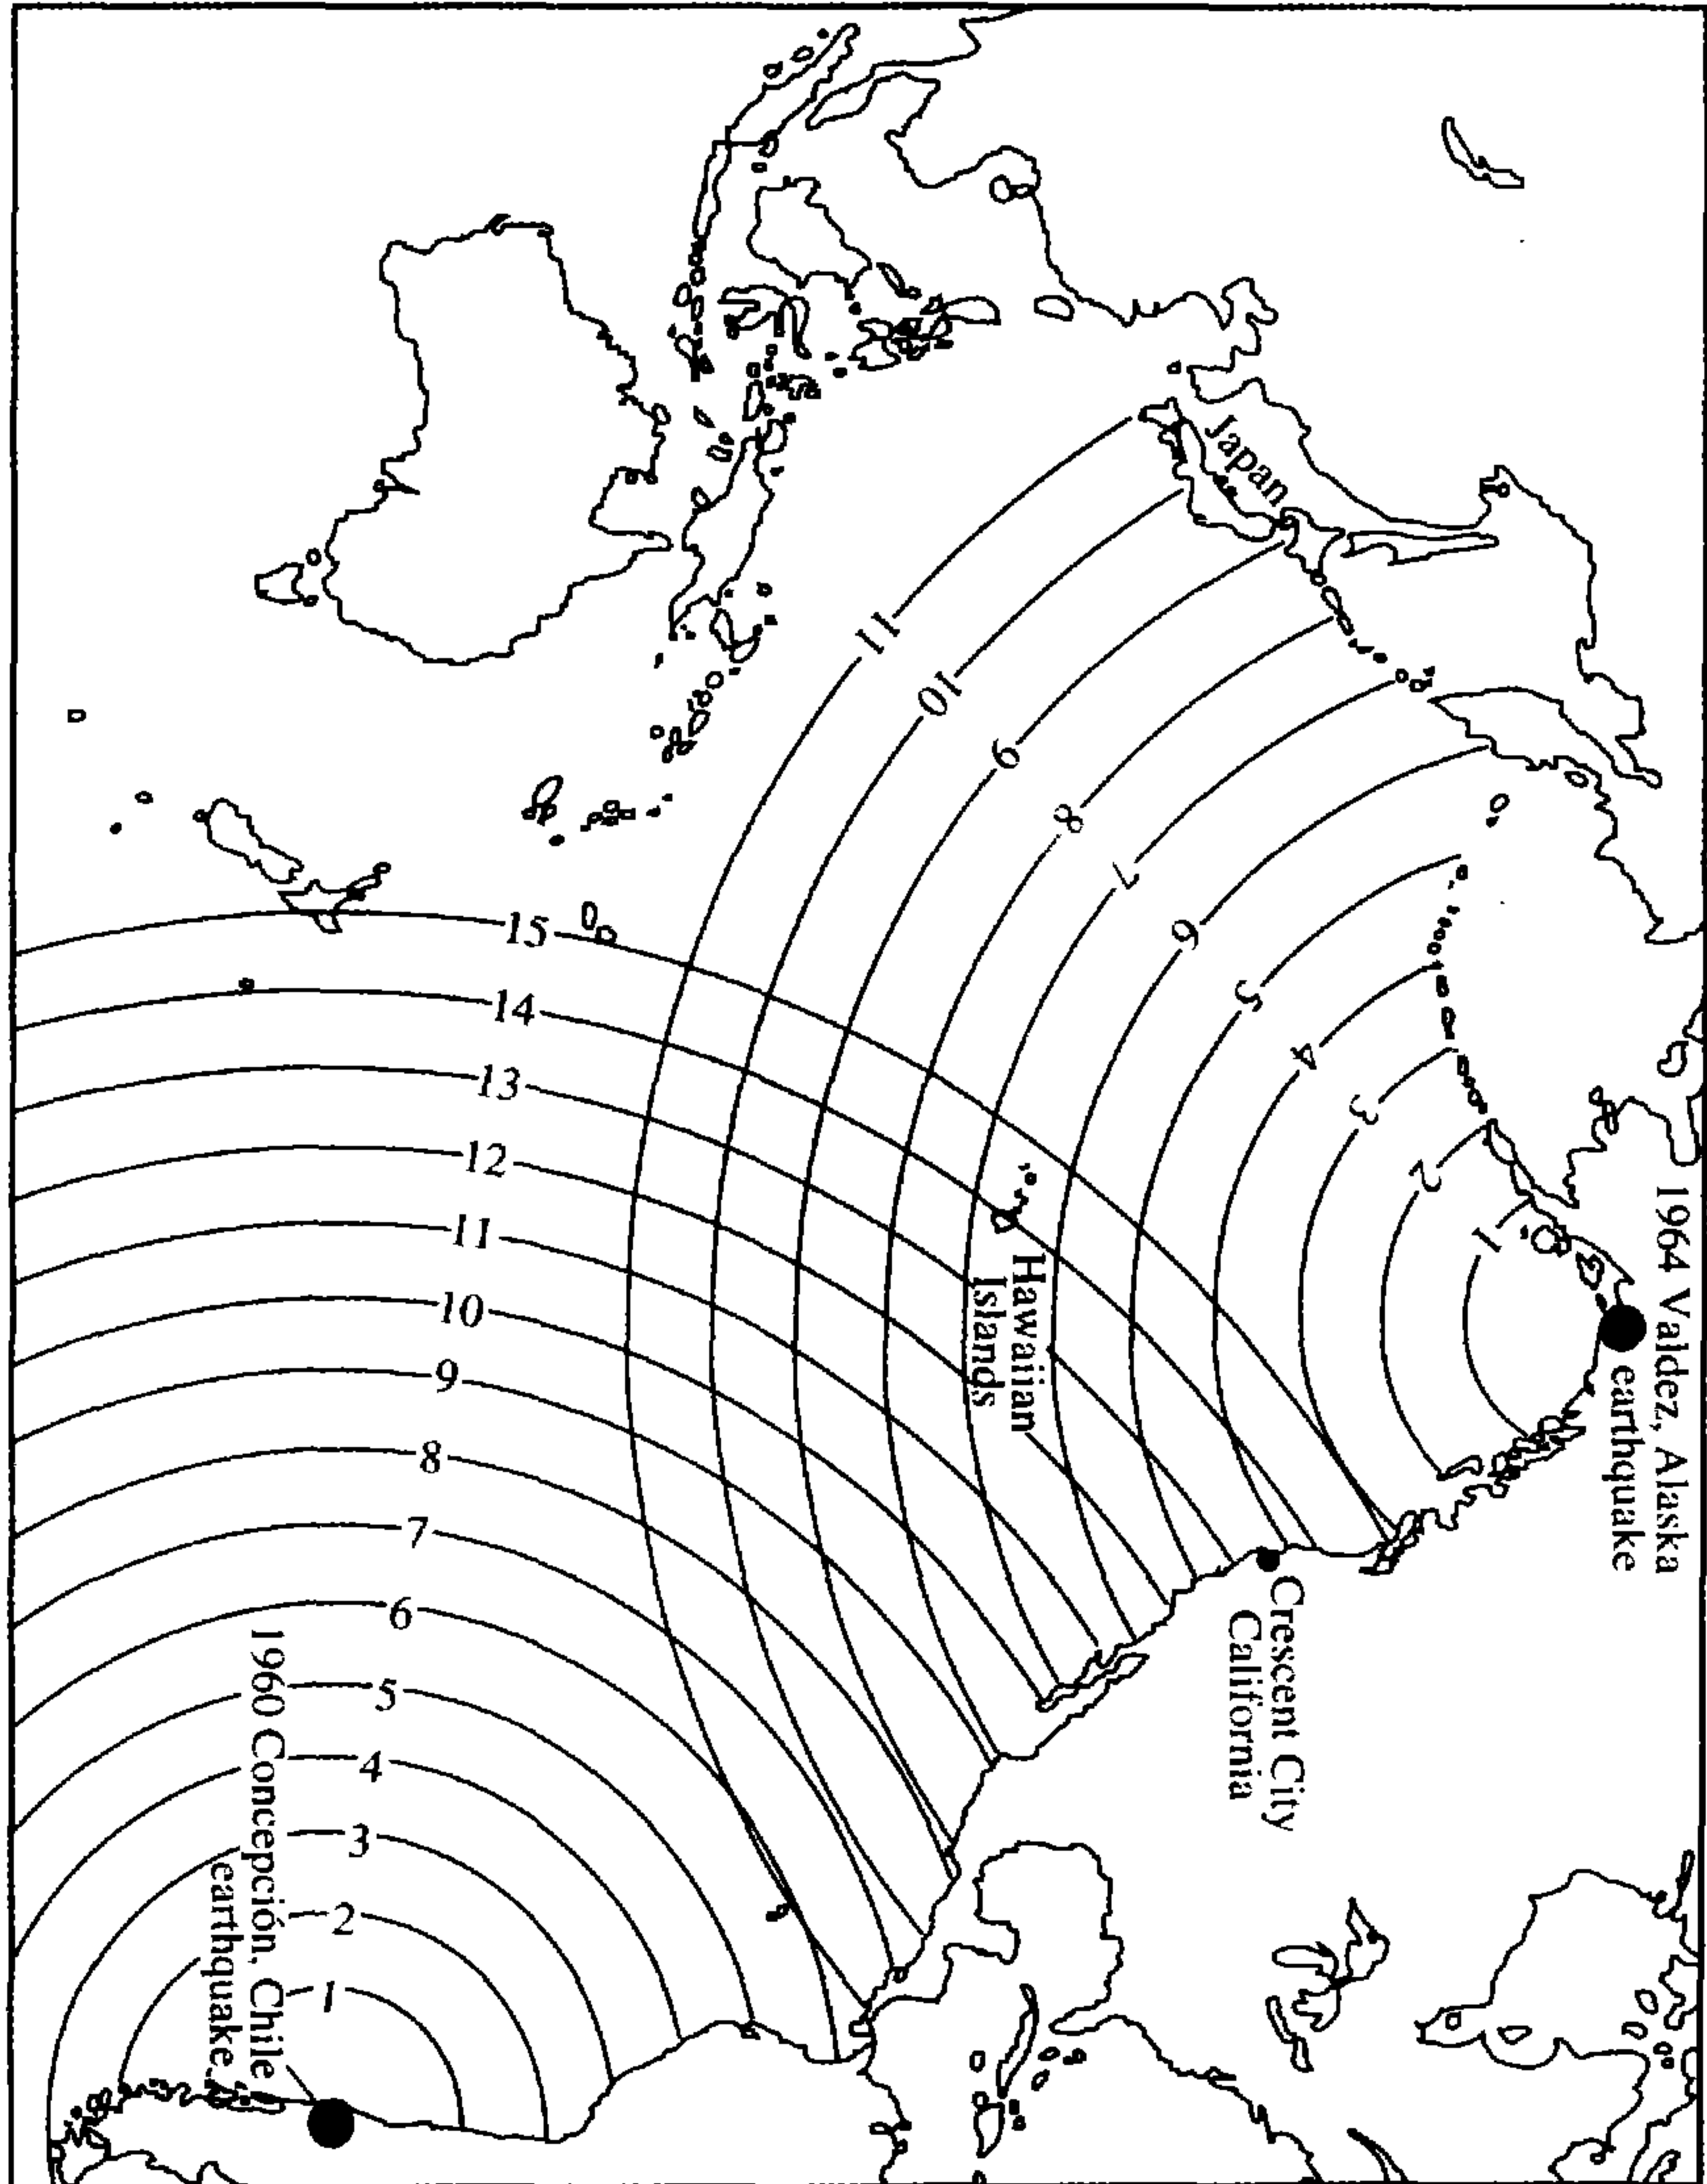 1964 Valdez, Alaska
earthquake
1
2
3
4
5
6
7
8
9
10
11
Japan
Hawaiian
Islands
Crescent City
California
15
14
13
12
11
10
9
8
7
6
5
4
3
2
1
1960 Concepción, Chile
earthquake